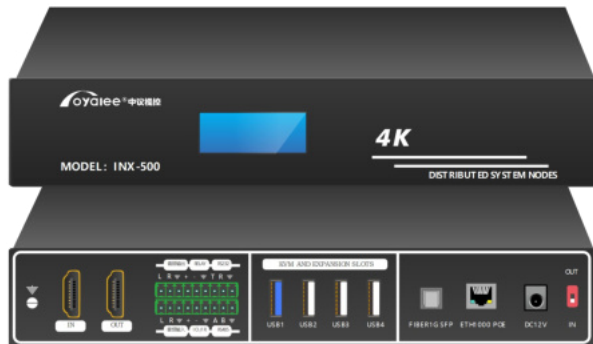 oyalee®中议视控
4K
MODEL: INX-500
DISTRIBUTED SYSTEM NODES
KVM AND EXPANSION SLOTS
OUT
L R + - T R
L R + - A B
IN OUT
USB1 USB2 USB3 USB4
FIBER1G SFP ETH1000 POE DC12V IN